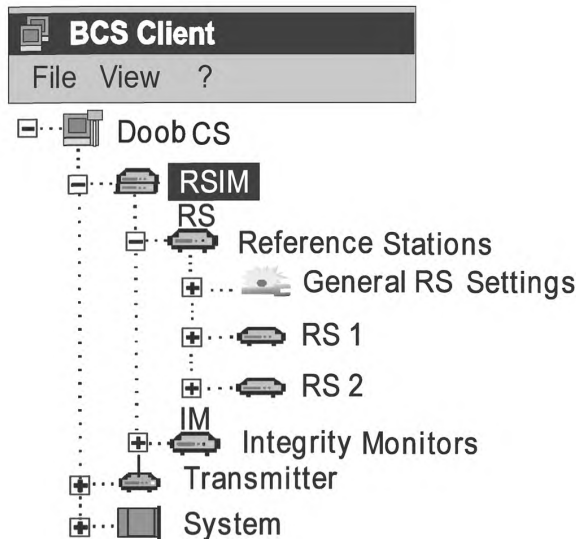 BCS Client
File View ?
Doob CS
RSIM
RS
Reference Stations
General RS Settings
RS 1
RS 2
IM
Integrity Monitors
Transmitter
System